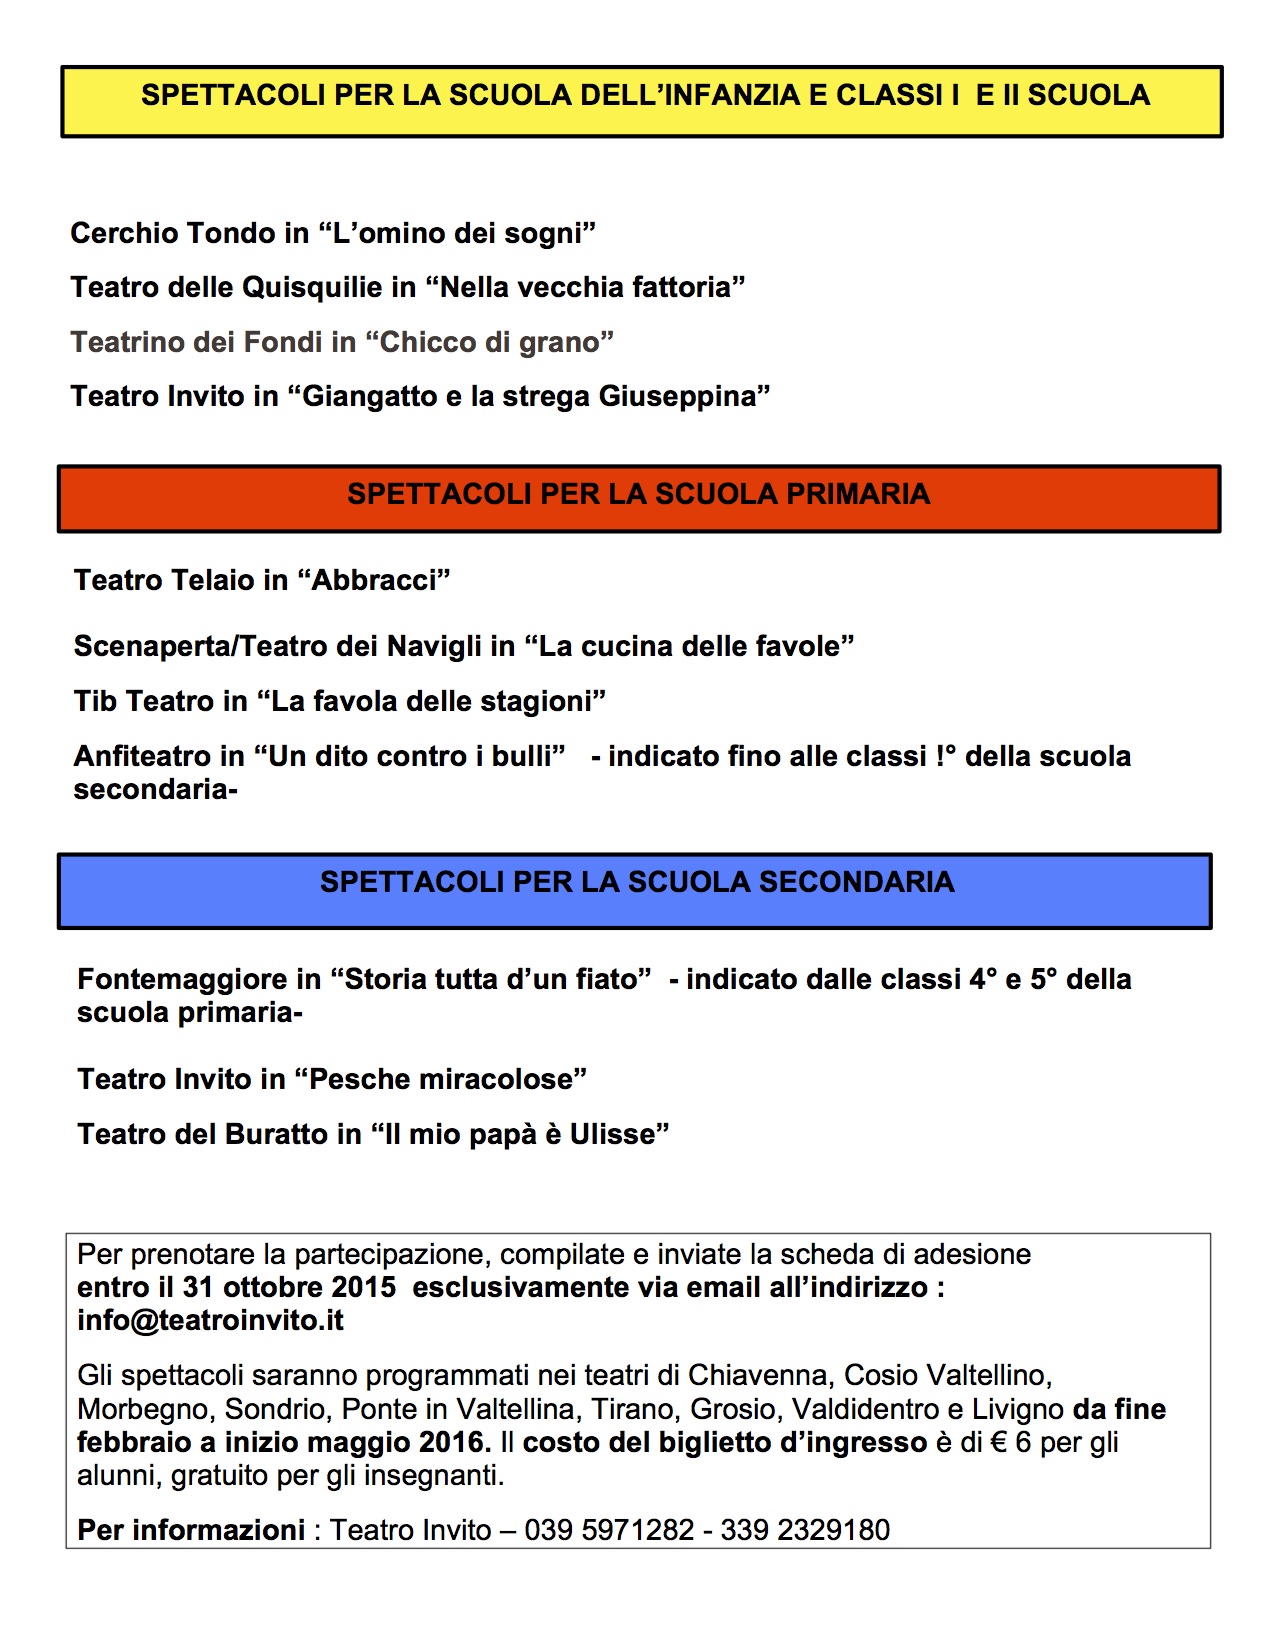 SPETTACOLI PER LA SCUOLA DELL’INFANZIA E CLASSI I  E II SCUOLA
Cerchio Tondo in “L’omino dei sogni”
Teatro delle Quisquilie in “Nella vecchia fattoria”
Teatrino dei Fondi in “Chicco di grano”
Teatro Invito in “Giangatto e la strega Giuseppina”
SPETTACOLI PER LA SCUOLA PRIMARIA
Teatro Telaio in “Abbracci”
Scenaperta/Teatro dei Navigli in “La cucina delle favole”
Tib Teatro in “La favola delle stagioni”
Anfiteatro in “Un dito contro i bulli”   - indicato fino alle classi !° della scuola
secondaria-
SPETTACOLI PER LA SCUOLA SECONDARIA
Fontemaggiore in “Storia tutta d’un fiato”  - indicato dalle classi 4° e 5° della
scuola primaria-
Teatro Invito in “Pesche miracolose”
Teatro del Buratto in “Il mio papà è Ulisse”
Per prenotare la partecipazione, compilate e inviate la scheda di adesione
entro il 31 ottobre 2015  esclusivamente via email all’indirizzo :
info@teatroinvito.it
Gli spettacoli saranno programmati nei teatri di Chiavenna, Cosio Valtellino,
Morbegno, Sondrio, Ponte in Valtellina, Tirano, Grosio, Valdidentro e Livigno da fine
febbraio a inizio maggio 2016. Il costo del biglietto d’ingresso è di € 6 per gli
alunni, gratuito per gli insegnanti.
Per informazioni : Teatro Invito – 039 5971282 - 339 2329180